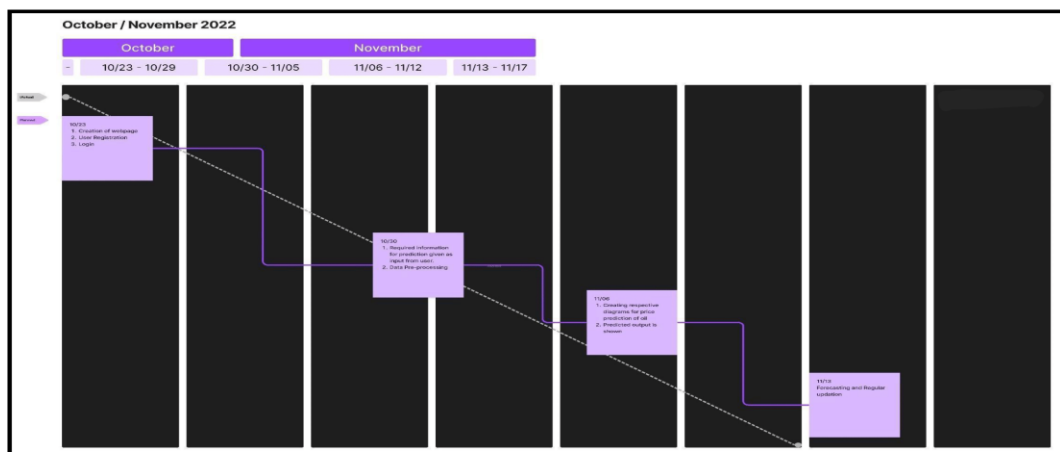 October / November 2022
October
November
-
10/23 - 10/29
10/30 - 11/05
11/06 - 11/12
11/13 - 11/17
Planned
10/23
1. Creation of webpage
2. User Registration
3. Login
10/30
1. Required Information
for prediction given as
input from user.
2. Data Pre-processing
11/06
1. Creating respective
diagrams for price
prediction of oil
2. Predicted output is
shown
11/13
Forecasting and Regular
updation